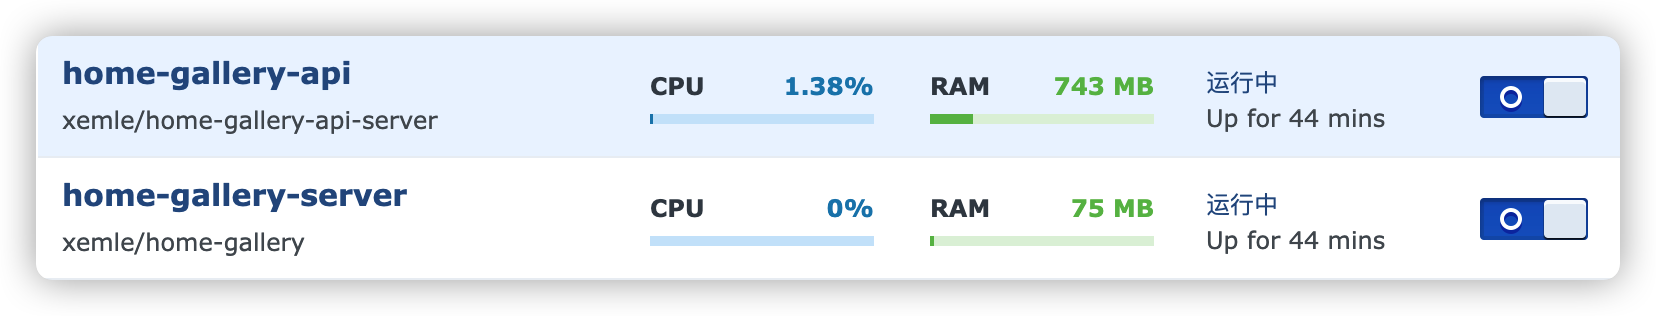 home-gallery-api
xemle/home-gallery-api-server
CPU 1.38%
RAM 743 MB
运行中
Up for 44 mins
home-gallery-server
xemle/home-gallery
CPU 0%
RAM 75 MB
运行中
Up for 44 mins